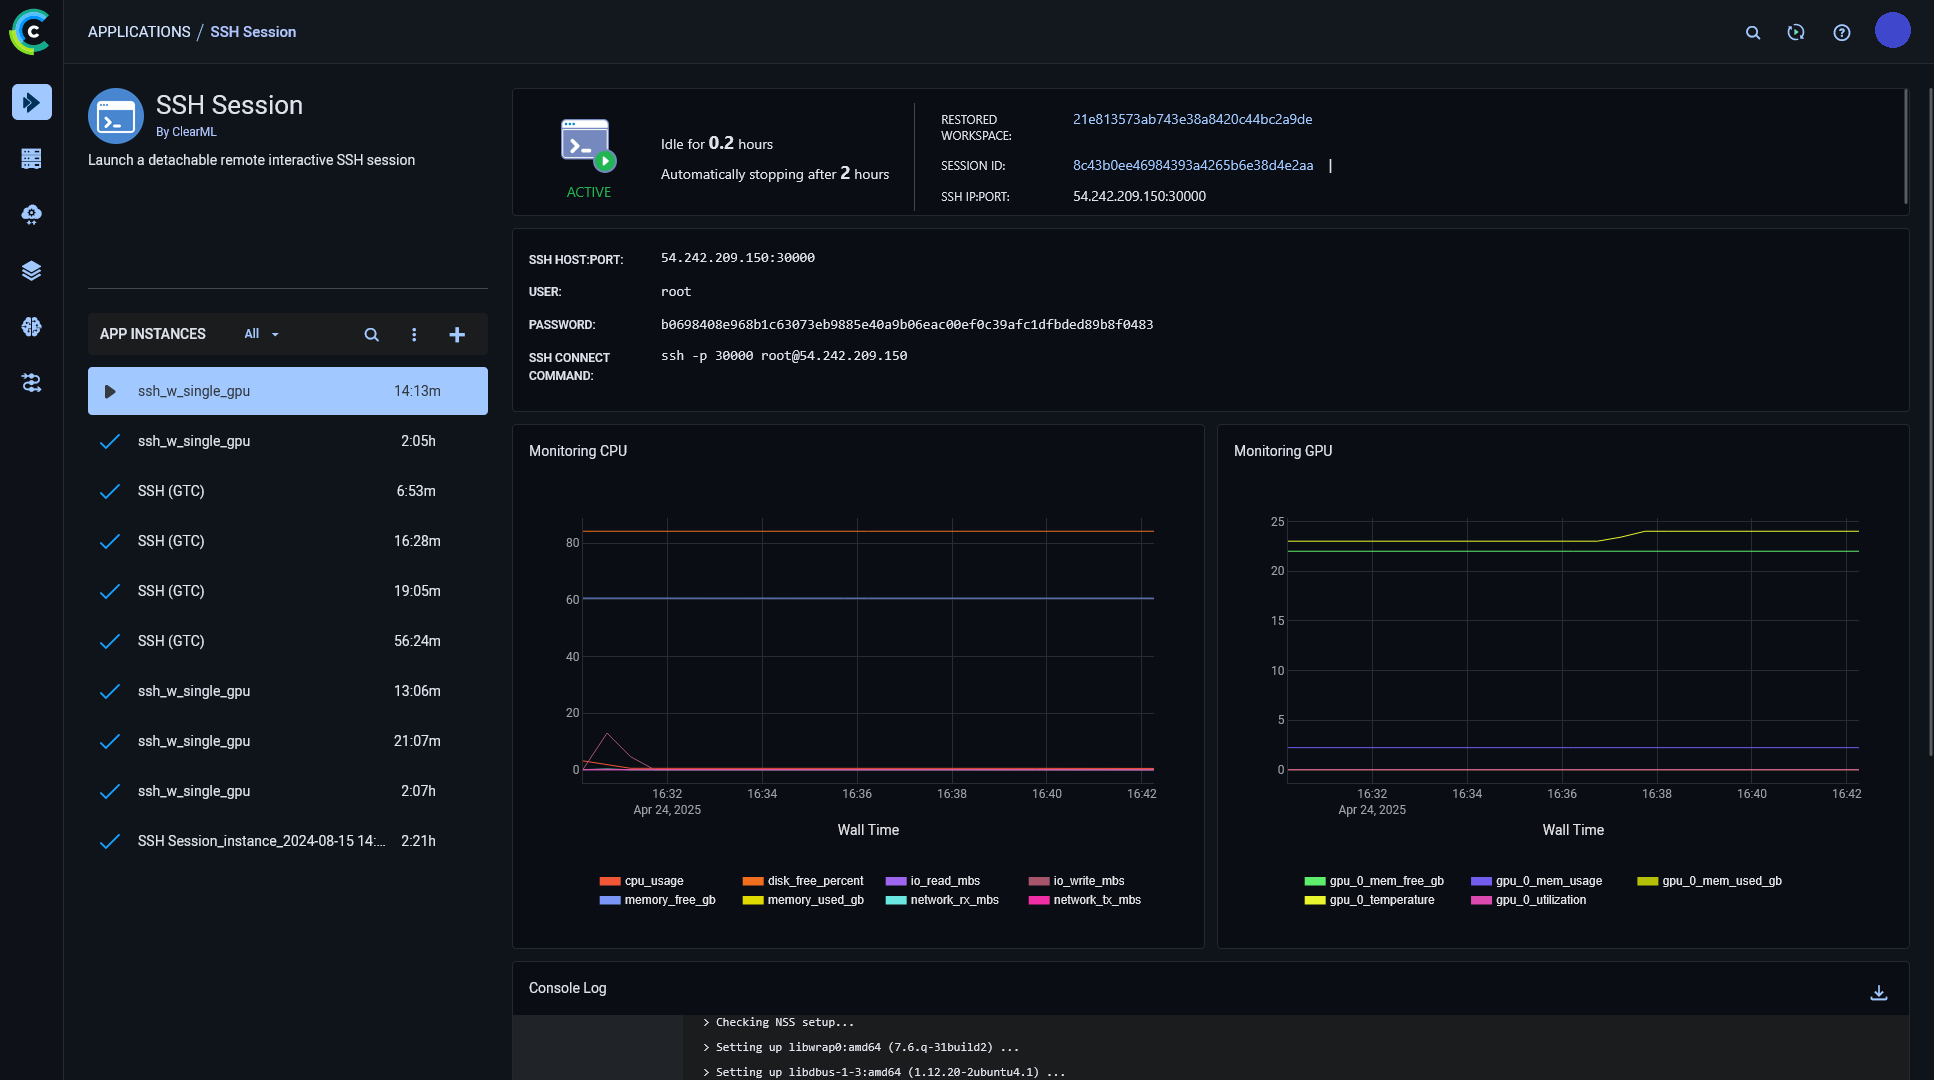 APPLICATIONS / SSH Session
SSH Session
By ClearML
Launch a detachable remote interactive SSH session
APP INSTANCES All
ssh_w_single_gpu 14:13m
ssh_w_single_gpu 2:05h
SSH (GTC) 6:53m
SSH (GTC) 16:28m
SSH (GTC) 19:05m
SSH (GTC) 56:24m
ssh_w_single_gpu 13:06m
ssh_w_single_gpu 21:07m
ssh_w_single_gpu 2:07h
SSH Session_instance_2024-08-15 14:... 2:21h
ACTIVE
Idle for 0.2 hours
Automatically stopping after 2 hours
RESTORED
WORKSPACE:
21e813573ab743e38a8420c44bc2a9de
SESSION ID: 8c43b0ee46984393a4265b6e38d4e2aa |
SSH IP:PORT: 54.242.209.150:30000
SSH HOST:PORT: 54.242.209.150:30000
USER: root
PASSWORD: b0698408e968b1c63073eb9885e40a9b06eac00ef0c39afc1dfbded89b8f0483
SSH CONNECT
COMMAND:
ssh -p 30000 root@54.242.209.150
Monitoring CPU
80
60
40
20
0
16:32 16:34 16:36 16:38 16:40 16:42
Apr 24, 2025
Wall Time
cpu_usage disk_free_percent io_read_mbs io_write_mbs
memory_free_gb memory_used_gb network_rx_mbs network_tx_mbs
Monitoring GPU
25
20
15
10
5
0
16:32 16:34 16:36 16:38 16:40 16:42
Apr 24, 2025
Wall Time
gpu_0_mem_free_gb gpu_0_mem_usage gpu_0_mem_used_gb
gpu_0_temperature gpu_0_utilization
Console Log
> Checking NSS setup...
> Setting up libwrap0:amd64 (7.6.q-31build2) ...
> Setting up libdbus-1-3:amd64 (1.12.20-2ubuntu4.1) ...